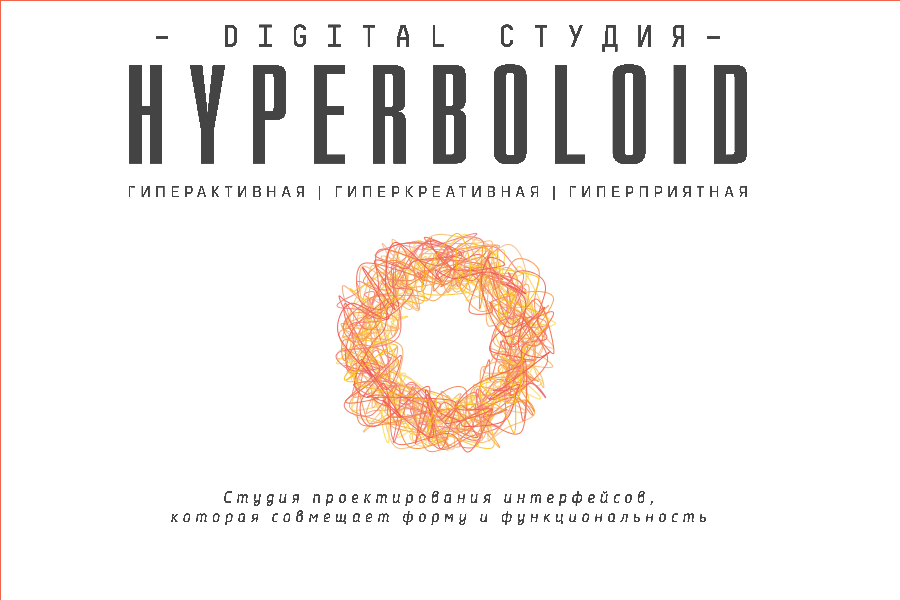 – DIGITAL СТУДИЯ –
HYPERBOLOID
ГИПЕРАКТИВНАЯ | ГИПЕРКРЕАТИВНАЯ | ГИПЕРПРИЯТНАЯ
Студия проектирования интерфейсов,
которая совмещает форму и функциональность